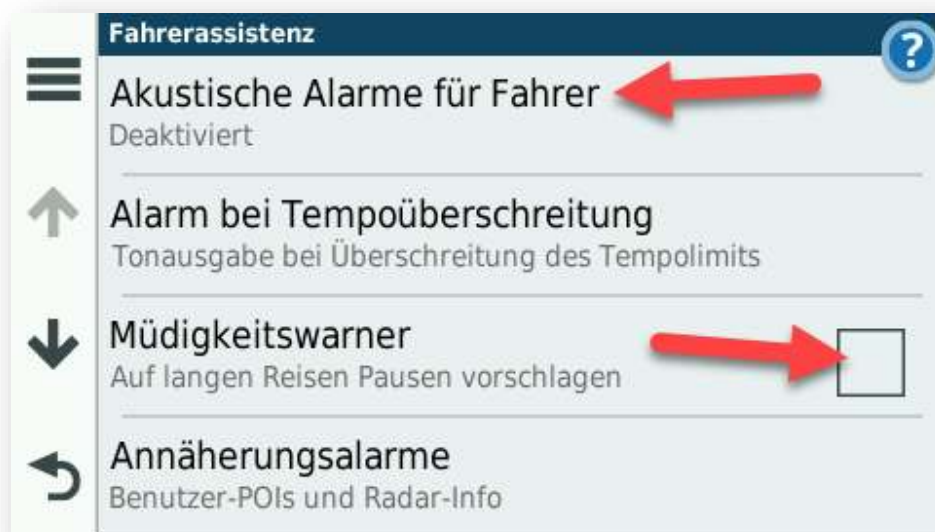 Fahrerassistenz
?
Akustische Alarme für Fahrer
Deaktiviert
Alarm bei Tempoüberschreitung
Tonausgabe bei Überschreitung des Tempolimits
Müdigkeitswarner
Auf langen Reisen Pausen vorschlagen
Annäherungsalarme
Benutzer-POIs und Radar-Info